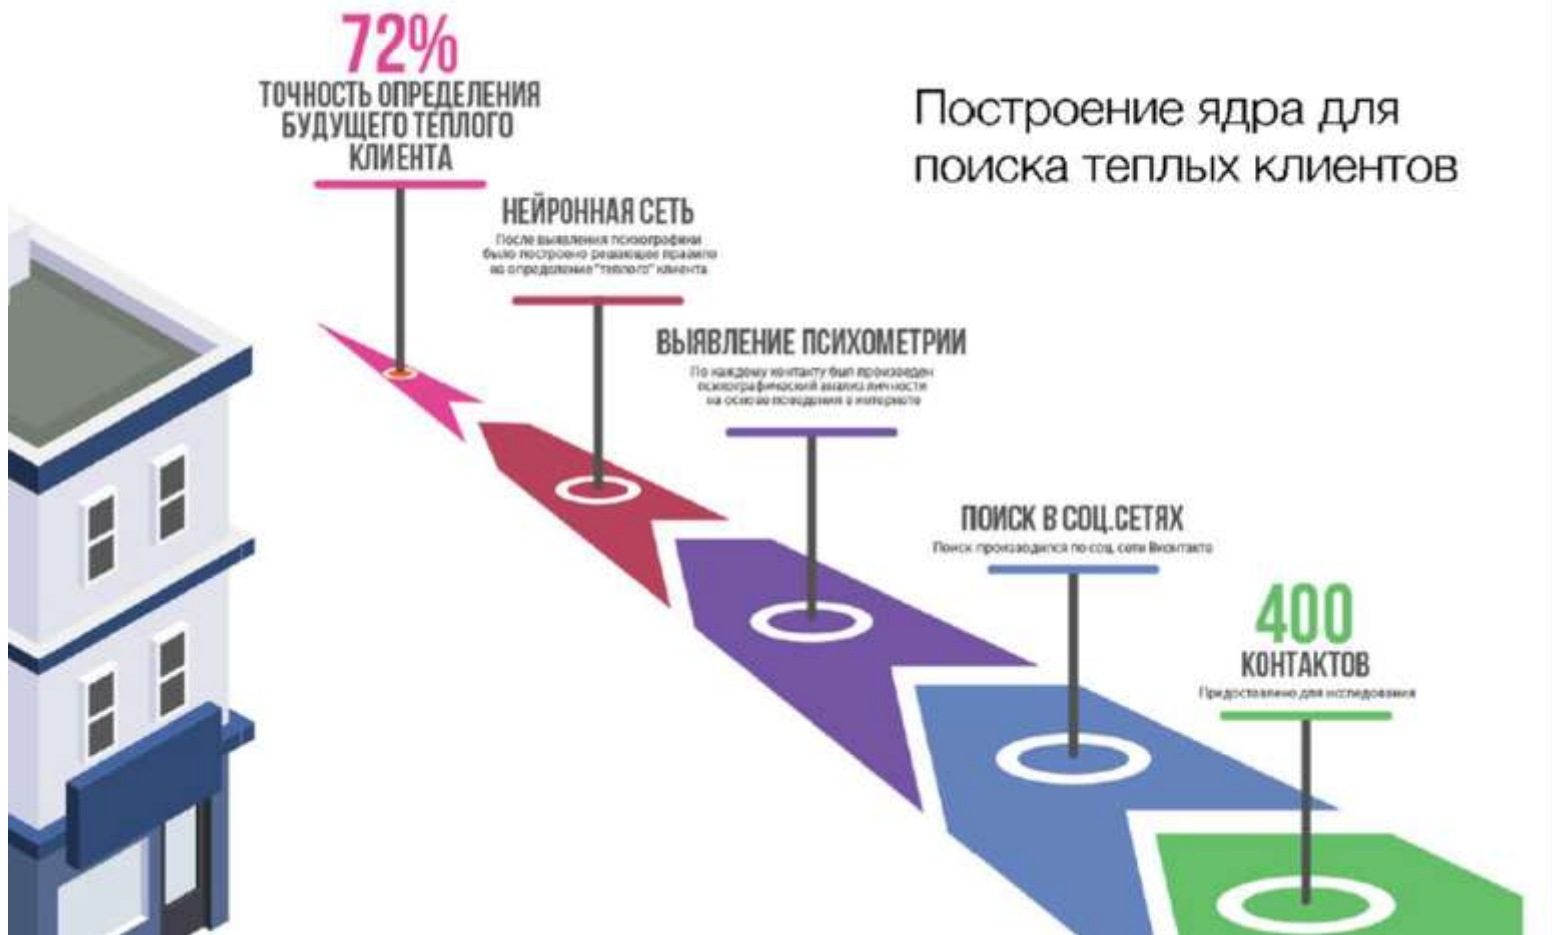 72%
ТОЧНОСТЬ ОПРЕДЕЛЕНИЯ
БУДУЩЕГО ТЕПЛОГО
КЛИЕНТА
Построение ядра для
поиска теплых клиентов
НЕЙРОННАЯ СЕТЬ
После выявления психографики
было построено решающее правило
на определение "теплого" клиента
ВЫЯВЛЕНИЕ ПСИХОМЕТРИИ
По каждому контакту был произведен
психографический анализ личности
на основе поведения в интернете
ПОИСК В СОЦ.СЕТЯХ
Поиск производился по соц. сети Вконтакте
400
КОНТАКТОВ
Предоставлено для исследования